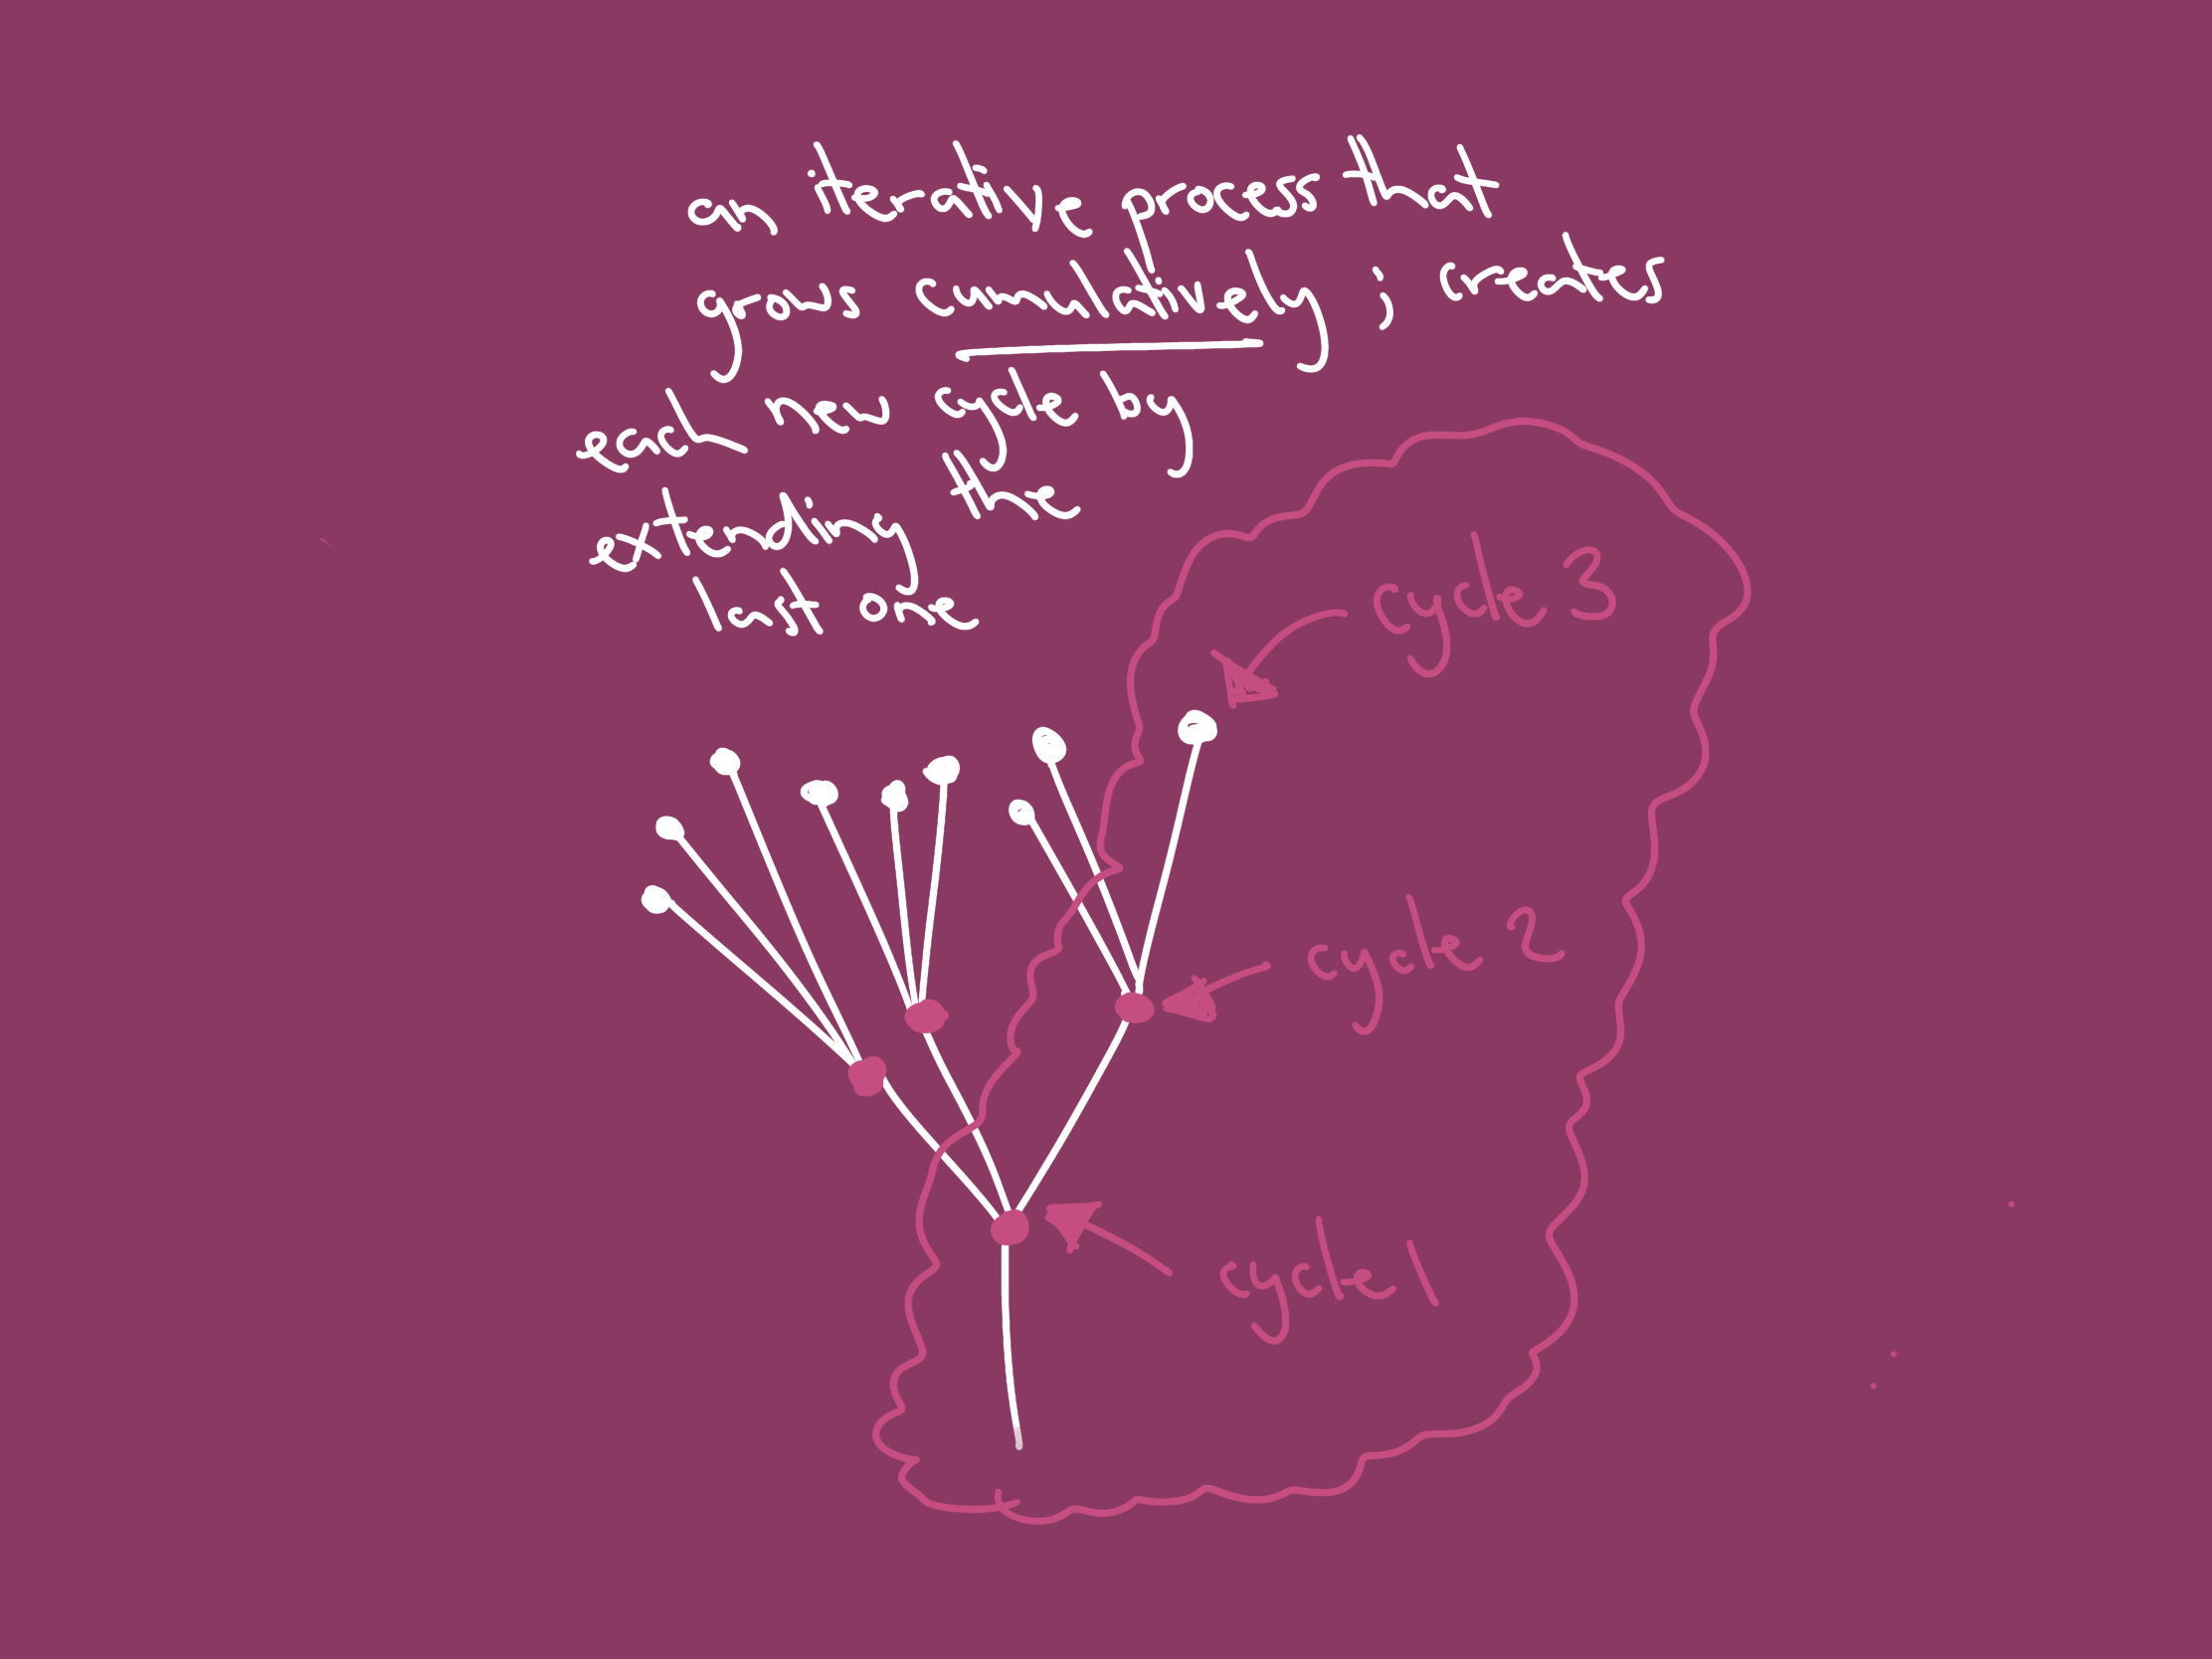 an iterative process that
grows cumulatively; creates
each new cycle by
extending the
last one
cycle 3
cycle 2
cycle 1